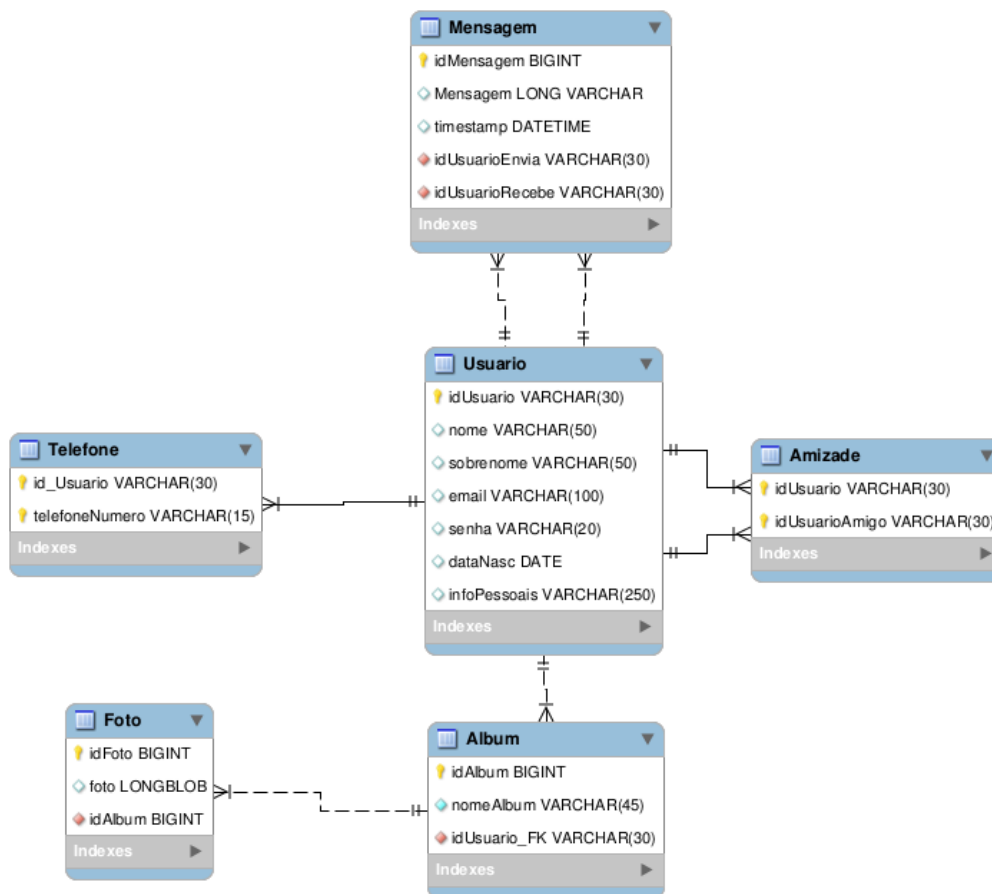 Mensagem
idMensagem BIGINT
Mensagem LONG VARCHAR
timestamp DATETIME
idUsuarioEnvia VARCHAR(30)
idUsuarioRecebe VARCHAR(30)
Indexes
Usuario
idUsuario VARCHAR(30)
nome VARCHAR(50)
sobrenome VARCHAR(50)
email VARCHAR(100)
senha VARCHAR(20)
dataNasc DATE
infoPessoais VARCHAR(250)
Indexes
Telefone
id_Usuario VARCHAR(30)
telefoneNumero VARCHAR(15)
Indexes
Amizade
idUsuario VARCHAR(30)
idUsuarioAmigo VARCHAR(30)
Indexes
Foto
idFoto BIGINT
foto LONGBLOB
idAlbum BIGINT
Indexes
Album
idAlbum BIGINT
nomeAlbum VARCHAR(45)
idUsuario_FK VARCHAR(30)
Indexes